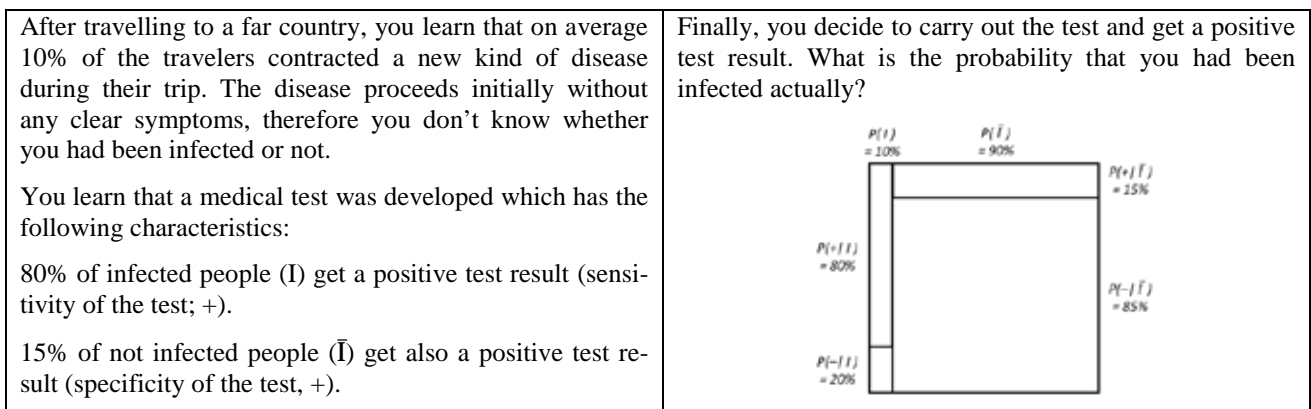 After travelling to a far country, you learn that on average
10% of the travelers contracted a new kind of disease
during their trip. The disease proceeds initially without
any clear symptoms, therefore you don’t know whether
you had been infected or not.
You learn that a medical test was developed which has the
following characteristics:
80% of infected people (I) get a positive test result (sensi-
tivity of the test; +).
15% of not infected people (Ī) get also a positive test re-
sult (specificity of the test, +).
Finally, you decide to carry out the test and get a positive
test result. What is the probability that you had been
infected actually?
P(I)
= 10%
P(Ī)
= 90%
P(+|Ī)
= 15%
P(+|I)
= 80%
P(−|Ī)
= 85%
P(−|I)
= 20%